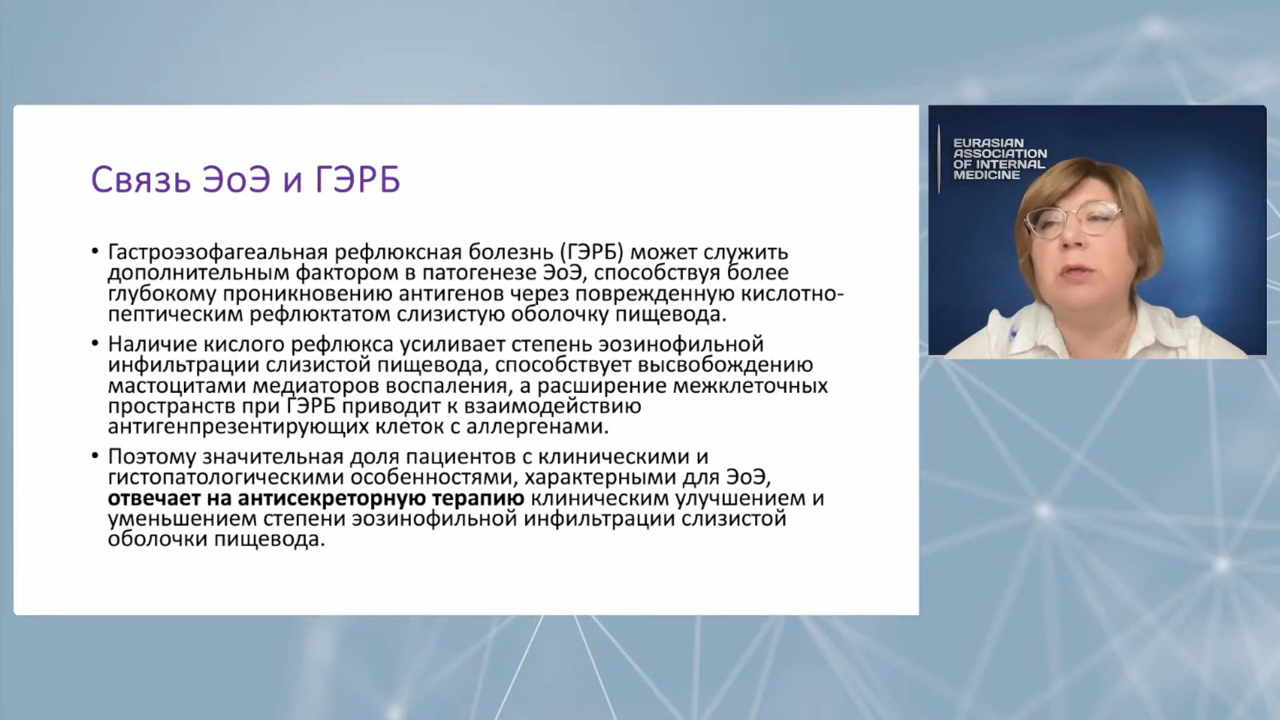 Связь ЭоЭ и ГЭРБ
• Гастроэзофагеальная рефлюксная болезнь (ГЭРБ) может служить
дополнительным фактором в патогенезе ЭоЭ, способствуя более
глубокому проникновению антигенов через поврежденную кислотно-
пептическим рефлюктатом слизистую оболочку пищевода.
• Наличие кислого рефлюкса усиливает степень эозинофильной
инфильтрации слизистой пищевода, способствует высвобождению
мастоцитами медиаторов воспаления, а расширение межклеточных
пространств при ГЭРБ приводит к взаимодействию
антигенпрезентирующих клеток с аллергенами.
• Поэтому значительная доля пациентов с клиническими и
гистопатологическими особенностями, характерными для ЭоЭ,
отвечает на антисекреторную терапию клиническим улучшением и
уменьшением степени эозинофильной инфильтрации слизистой
оболочки пищевода.
EURASIAN
ASSOCIATION
OF INTERNAL
MEDICINE